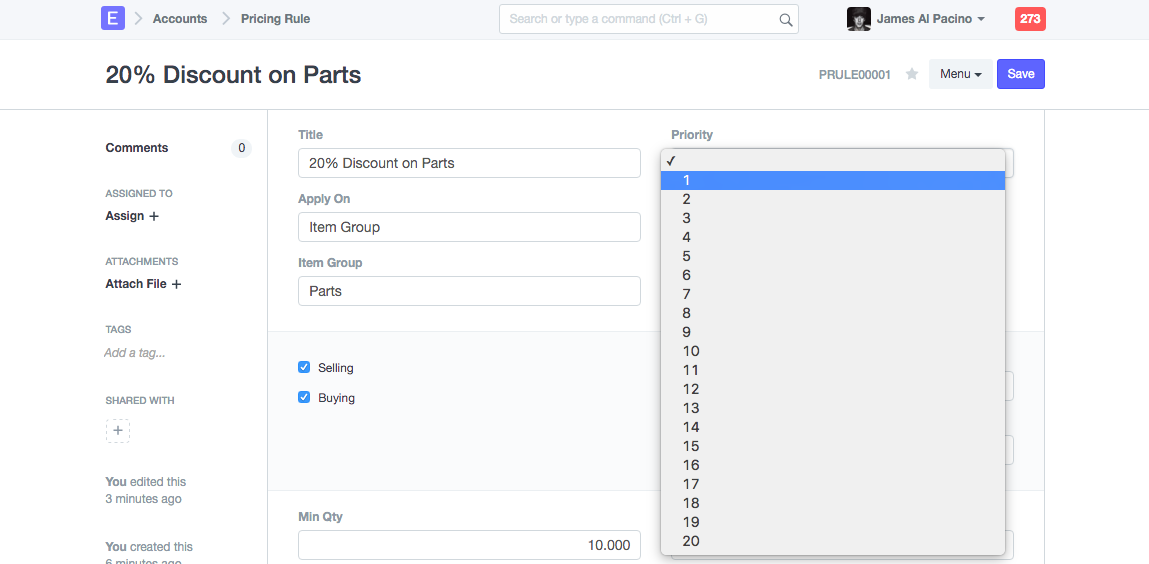 E Accounts Pricing Rule Search or type a command (Ctrl + G) James Al Pacino 273
20% Discount on Parts PRULE00001 Menu Save
Comments 0
ASSIGNED TO
Assign +
ATTACHMENTS
Attach File +
TAGS
Add a tag...
SHARED WITH
+
You edited this
3 minutes ago
You created this
6 minutes ago
Title
20% Discount on Parts
Apply On
Item Group
Item Group
Parts
Selling
Buying
Min Qty
10.000
Priority
✓
1
2
3
4
5
6
7
8
9
10
11
12
13
14
15
16
17
18
19
20